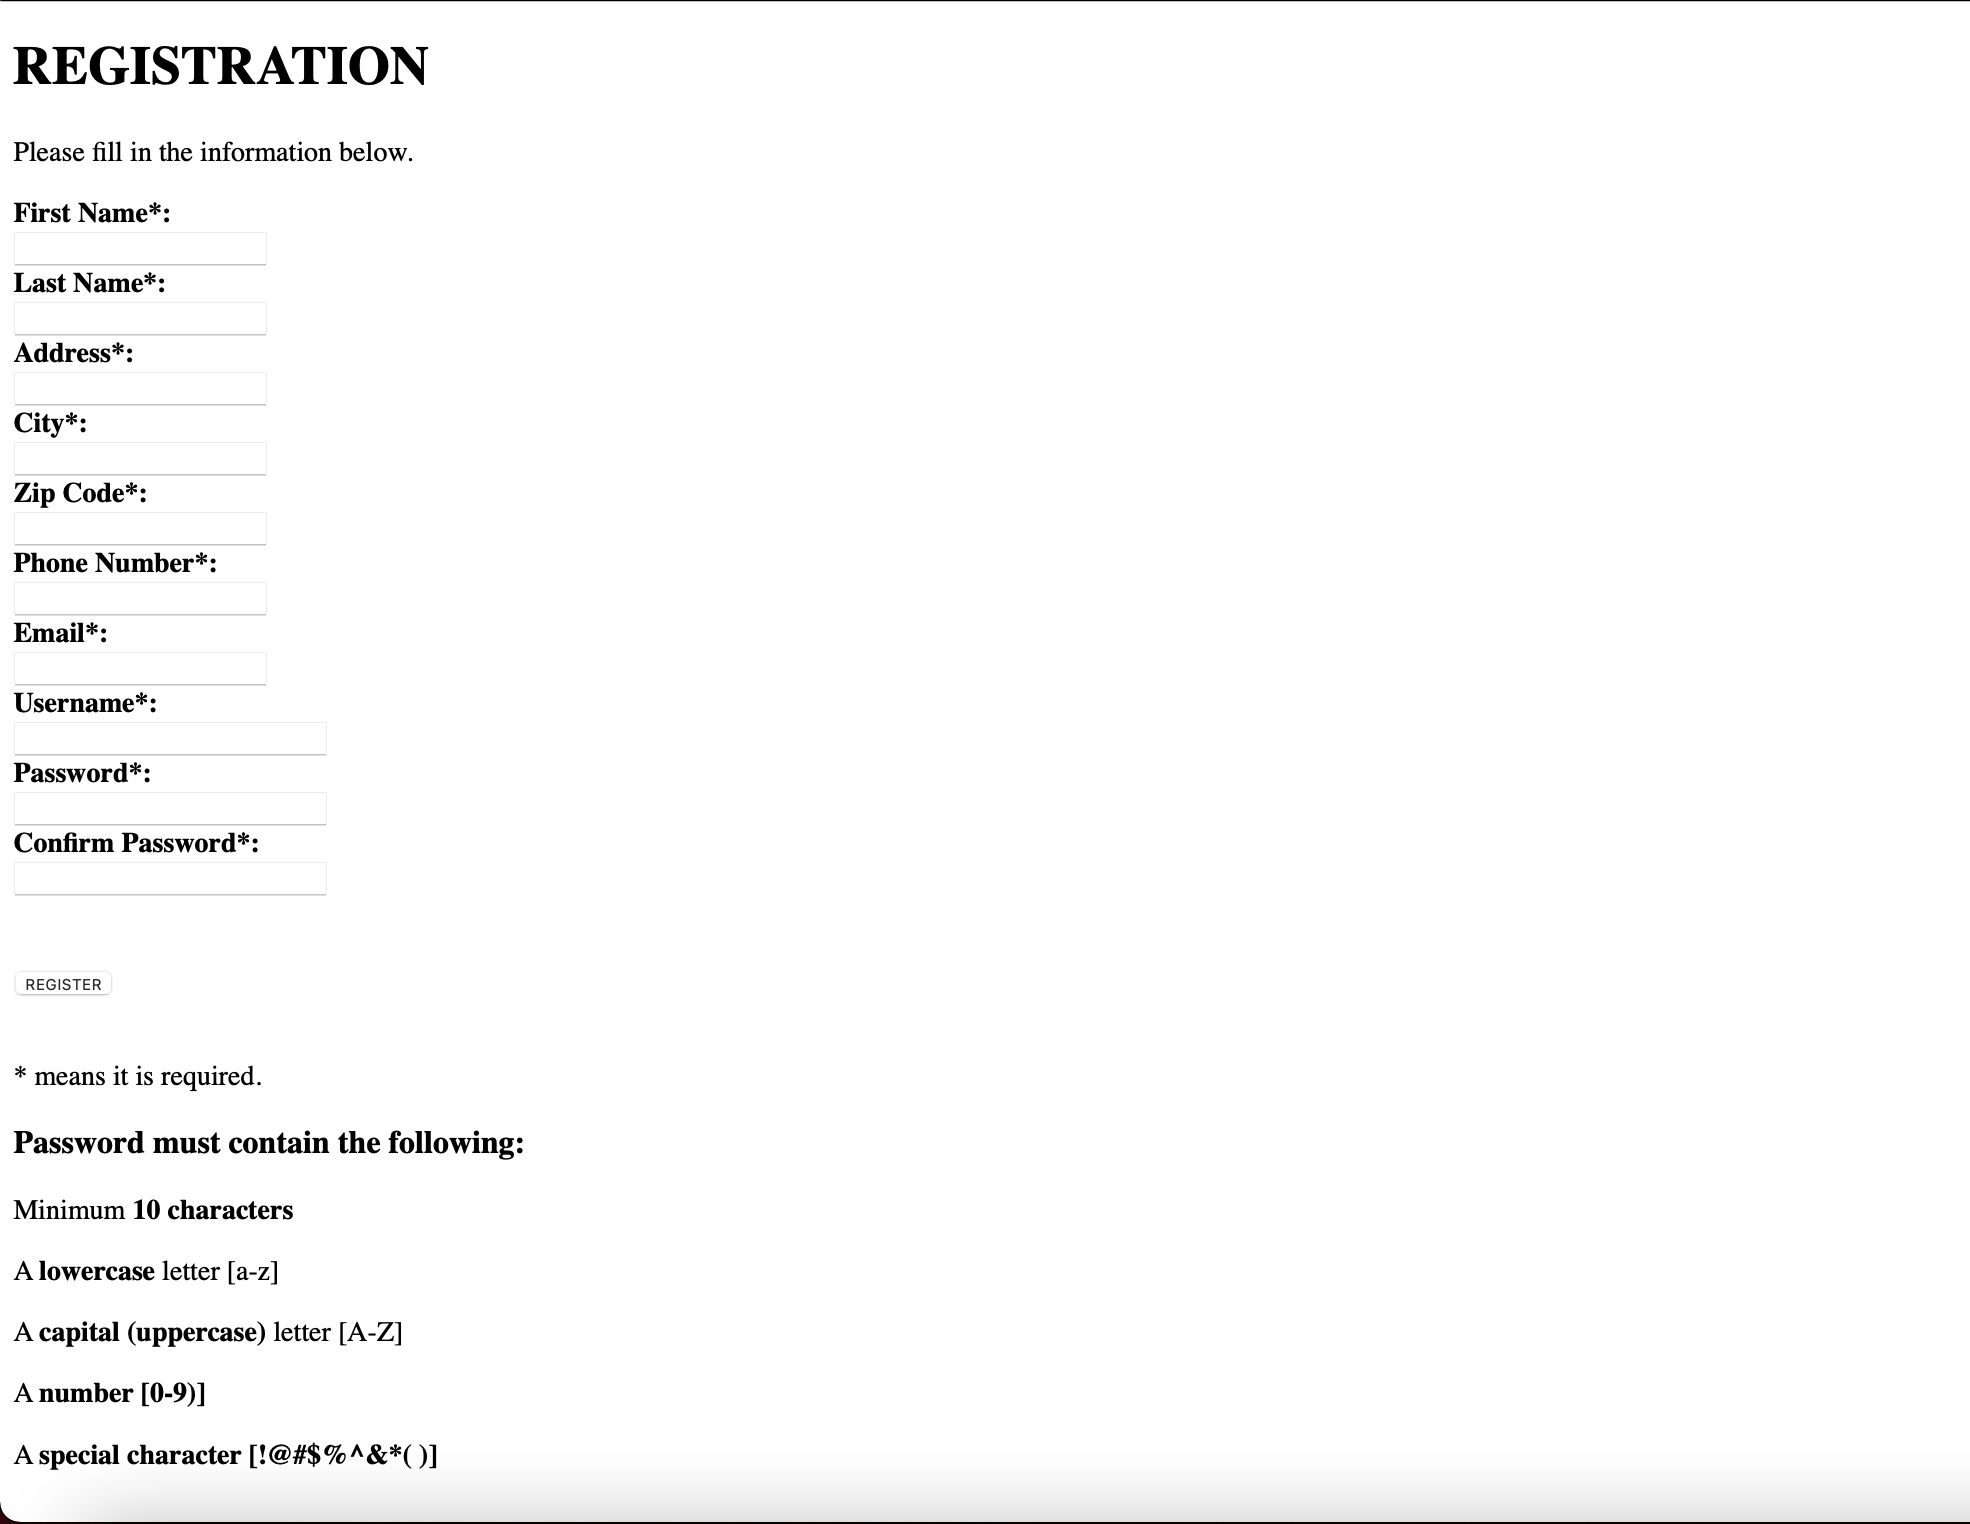 REGISTRATION
Please fill in the information below.
First Name*:
Last Name*:
Address*:
City*:
Zip Code*:
Phone Number*:
Email*:
Username*:
Password*:
Confirm Password*:
REGISTER
* means it is required.
Password must contain the following:
Minimum 10 characters
A lowercase letter [a-z]
A capital (uppercase) letter [A-Z]
A number [0-9)]
A special character [!@#$%^&*( )]